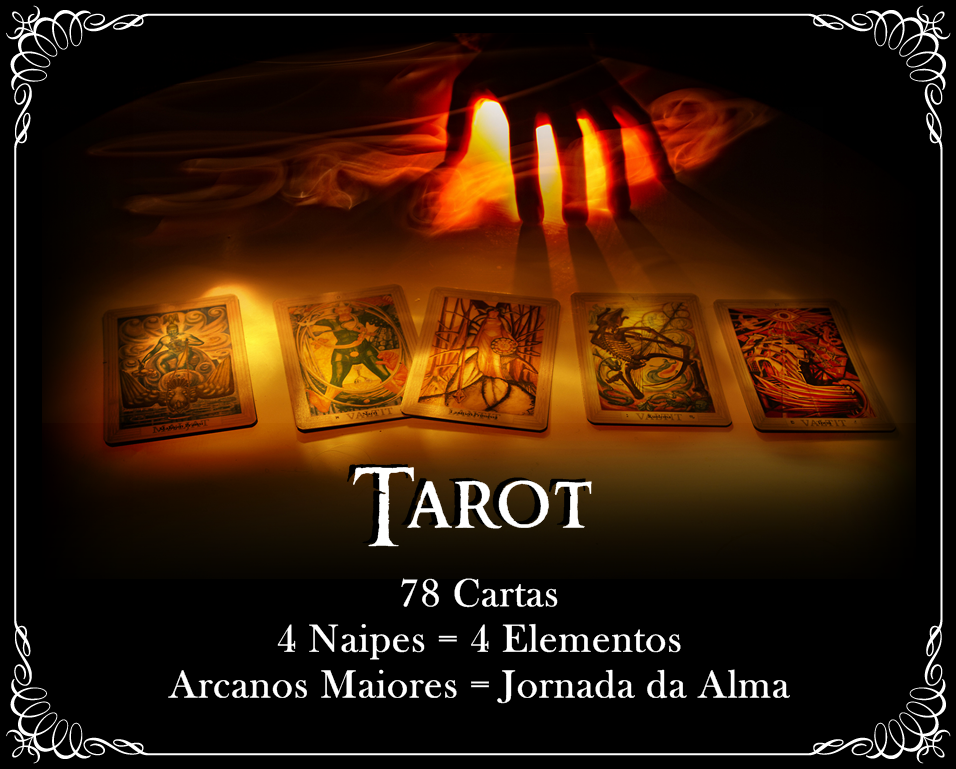 Tarot
78 Cartas
4 Naipes = 4 Elementos
Arcanos Maiores = Jornada da Alma